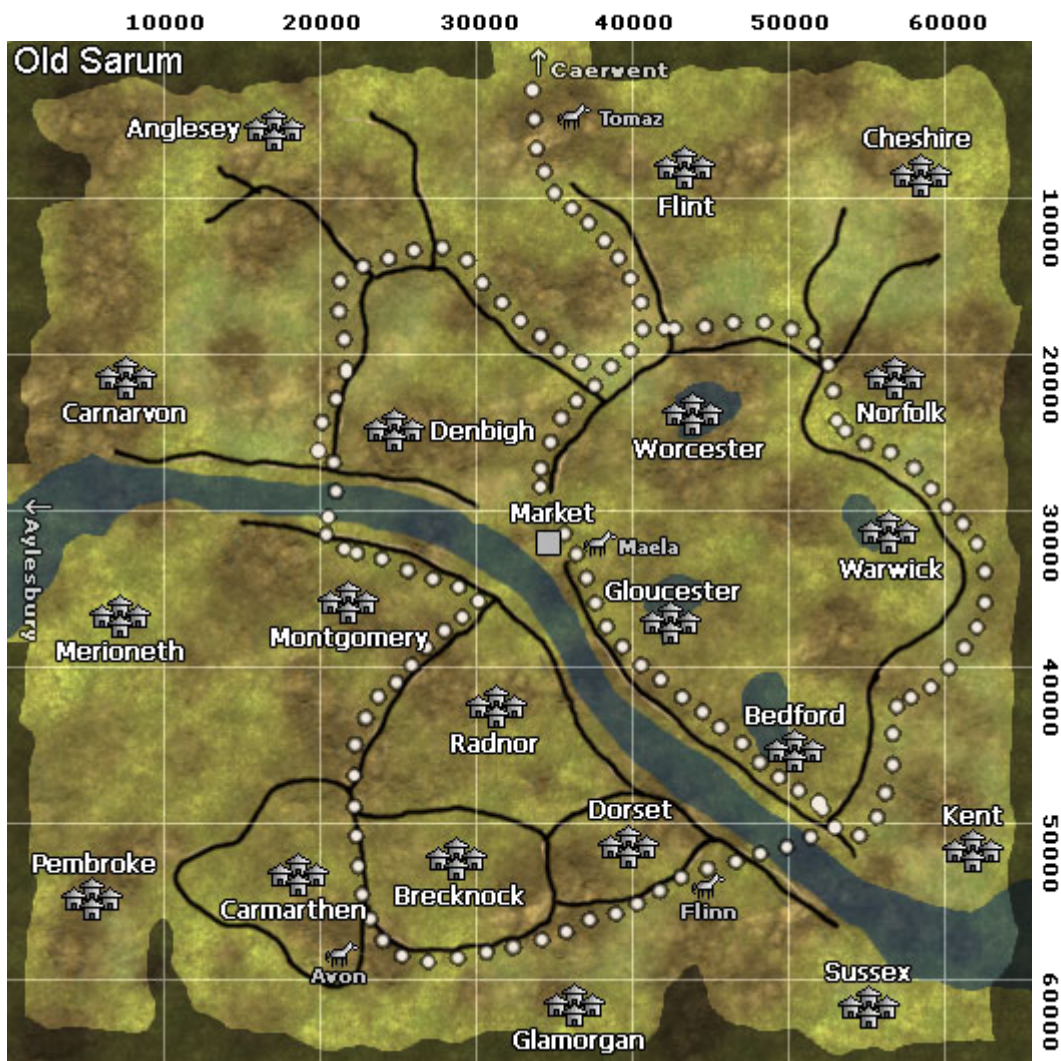 10000 20000 30000 40000 50000 60000
Old Sarum
↑ Caerwent
Tomaz
Anglesey
Cheshire
Flint
10000
20000
Carnarvon
Norfolk
Denbigh
Worcester
Market
30000
Maela
←Aylesbury
Warwick
Gloucester
Montgomery
Merioneth
40000
Bedford
Radnor
Dorset
Kent
50000
Pembroke
Brecknock
Carmarthen
Flinn
Avon
Sussex
60000
Glamorgan